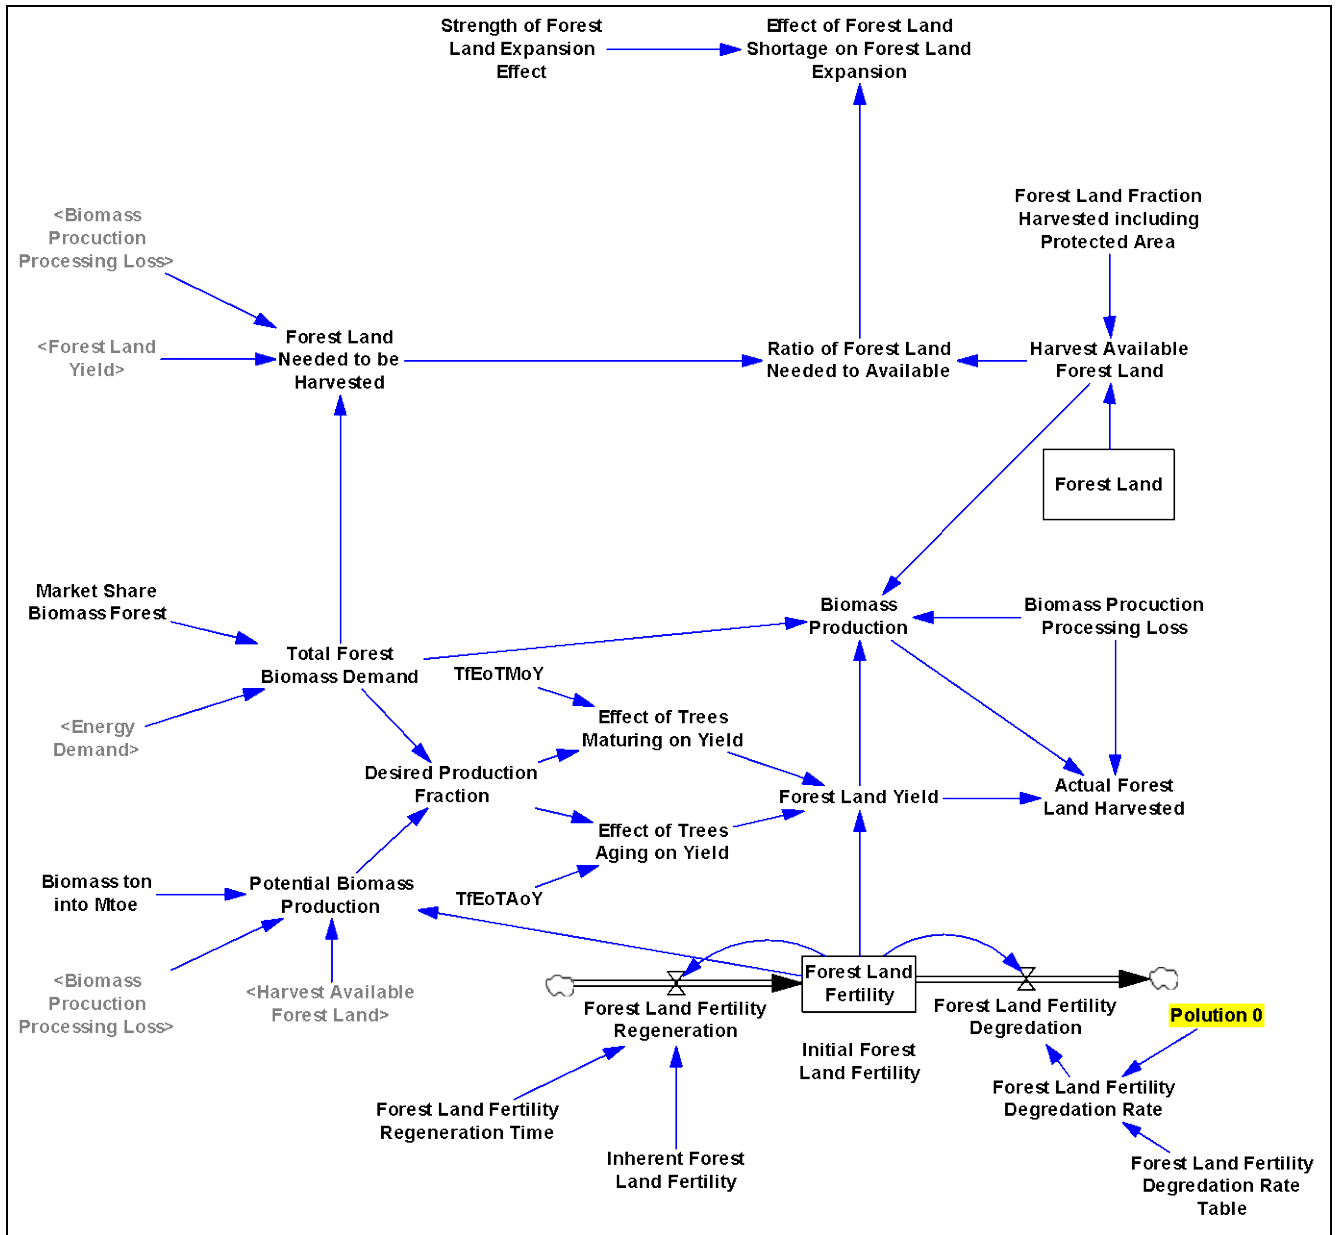 Strength of Forest
Land Expansion
Effect
Effect of Forest Land
Shortage on Forest Land
Expansion
Forest Land Fraction
Harvested including
Protected Area
<Biomass
Procuction
Processing Loss>
<Forest Land
Yield>
Forest Land
Needed to be
Harvested
Ratio of Forest Land
Needed to Available
Harvest Available
Forest Land
Forest Land
Market Share
Biomass Forest
Total Forest
Biomass Demand
<Energy
Demand>
TfEoTMoY
Biomass
Production
Biomass Procuction
Processing Loss
Effect of Trees
Maturing on Yield
Desired Production
Fraction
Forest Land Yield
Actual Forest
Land Harvested
Effect of Trees
Aging on Yield
TfEoTAoY
Biomass ton
into Mtoe
Potential Biomass
Production
<Biomass
Procuction
Processing Loss>
<Harvest Available
Forest Land>
Forest Land Fertility
Regeneration
Forest Land
Fertility
Initial Forest
Land Fertility
Forest Land Fertility
Degredation
Polution 0
Forest Land Fertility
Degredation Rate
Forest Land Fertility
Regeneration Time
Inherent Forest
Land Fertility
Forest Land Fertility
Degredation Rate
Table